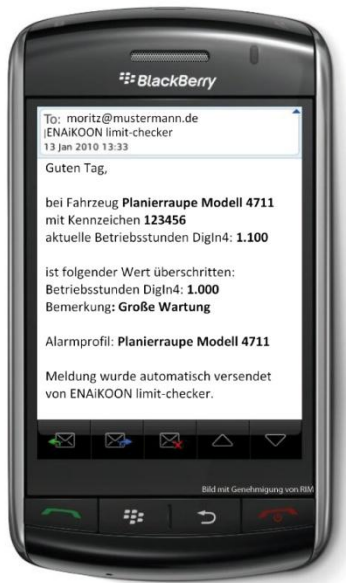 BlackBerry
To: moritz@mustermann.de
ENAiKOON limit-checker
13 Jan 2010 13:33
Guten Tag,
bei Fahrzeug Planierraupe Modell 4711
mit Kennzeichen 123456
aktuelle Betriebsstunden DigIn4: 1.100
ist folgender Wert überschritten:
Betriebsstunden DigIn4: 1.000
Bemerkung: Große Wartung
Alarmprofil: Planierraupe Modell 4711
Meldung wurde automatisch versendet
von ENAiKOON limit-checker.
Bild mit Genehmigung von RIM